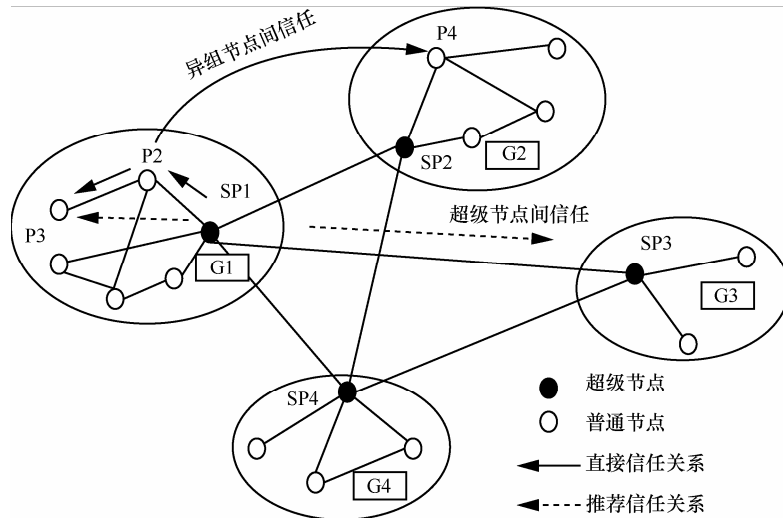 异组节点间信任
P4
SP2
G2
P2
SP1
P3
G1
超级节点间信任
SP3
G3
SP4
G4
超级节点
普通节点
直接信任关系
推荐信任关系